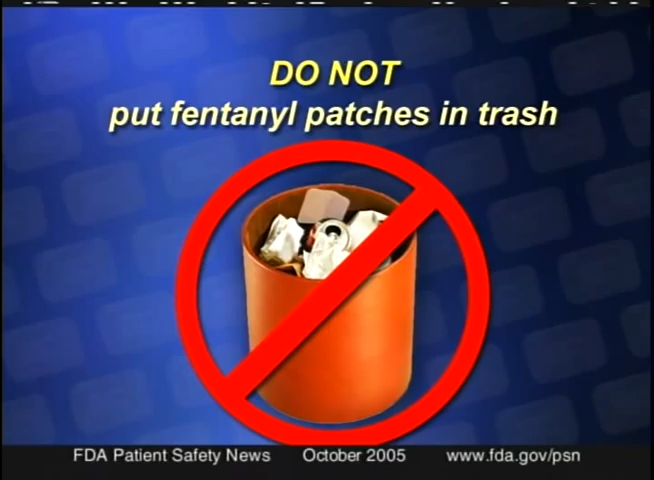 DO NOT
put fentanyl patches in trash
FDA Patient Safety News October 2005 www.fda.gov/psn